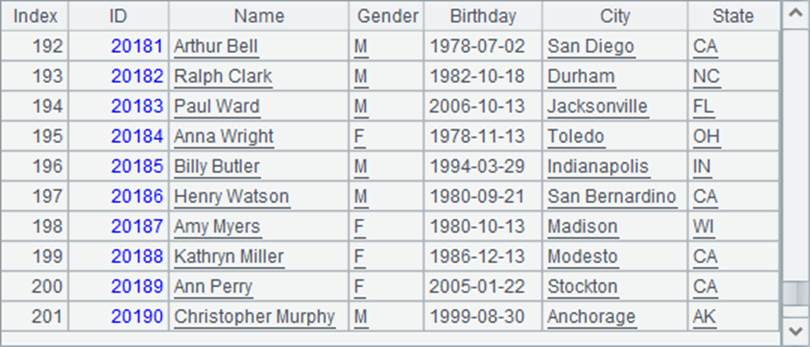 Index ID Name Gender Birthday City State
192 20181 Arthur Bell M 1978-07-02 San Diego CA
193 20182 Ralph Clark M 1982-10-18 Durham NC
194 20183 Paul Ward M 2006-10-13 Jacksonville FL
195 20184 Anna Wright F 1978-11-13 Toledo OH
196 20185 Billy Butler M 1994-03-29 Indianapolis IN
197 20186 Henry Watson M 1980-09-21 San Bernardino CA
198 20187 Amy Myers F 1980-10-13 Madison WI
199 20188 Kathryn Miller F 1986-12-13 Modesto CA
200 20189 Ann Perry F 2005-01-22 Stockton CA
201 20190 Christopher Murphy M 1999-08-30 Anchorage AK